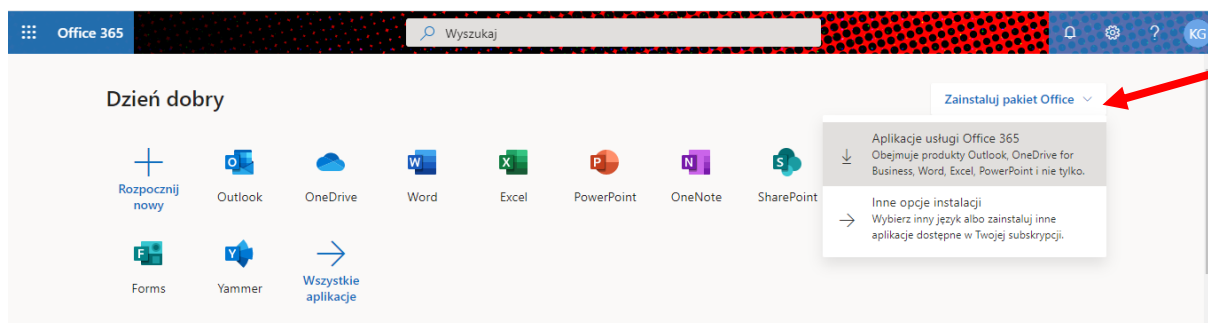 Office 365
Wyszukaj
?
KG
Dzień dobry
Zainstaluj pakiet Office
Aplikacje usługi Office 365
Obejmuje produkty Outlook, OneDrive for
Business, Word, Excel, PowerPoint i nie tylko.
Inne opcje instalacji
Wybierz inny język albo zainstaluj inne
aplikacje dostępne w Twojej subskrypcji.
Rozpocznij
nowy
Outlook
OneDrive
Word
Excel
PowerPoint
OneNote
SharePoint
Forms
Yammer
Wszystkie
aplikacje